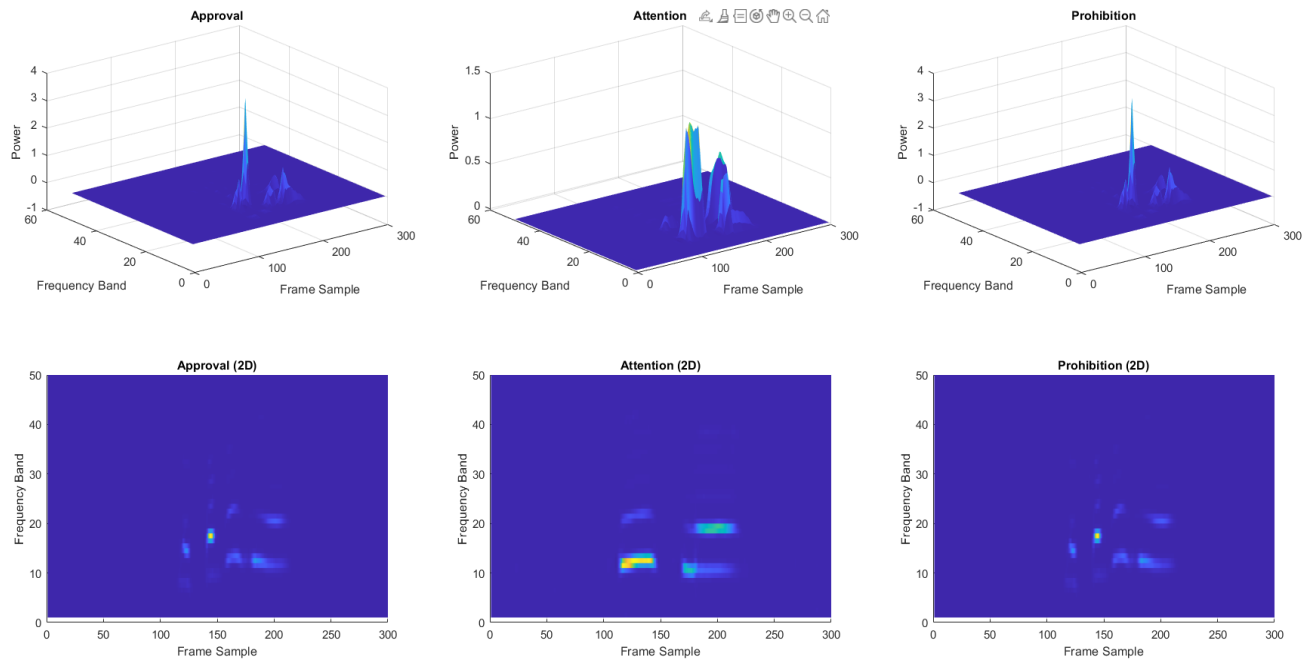 Approval
4
3
2
1
0
-1
Power
60
40
20
0
0
100
200
300
Frequency Band
Frame Sample
Attention
1.5
1
0.5
0
Power
60
40
20
0
0
100
200
300
Frequency Band
Frame Sample
Prohibition
4
3
2
1
0
-1
Power
60
40
20
0
0
100
200
300
Frequency Band
Frame Sample
Approval (2D)
50
40
30
20
10
0
Frequency Band
0 50 100 150 200 250 300
Frame Sample
Attention (2D)
50
40
30
20
10
0
Frequency Band
0 50 100 150 200 250 300
Frame Sample
Prohibition (2D)
50
40
30
20
10
0
Frequency Band
0 50 100 150 200 250 300
Frame Sample